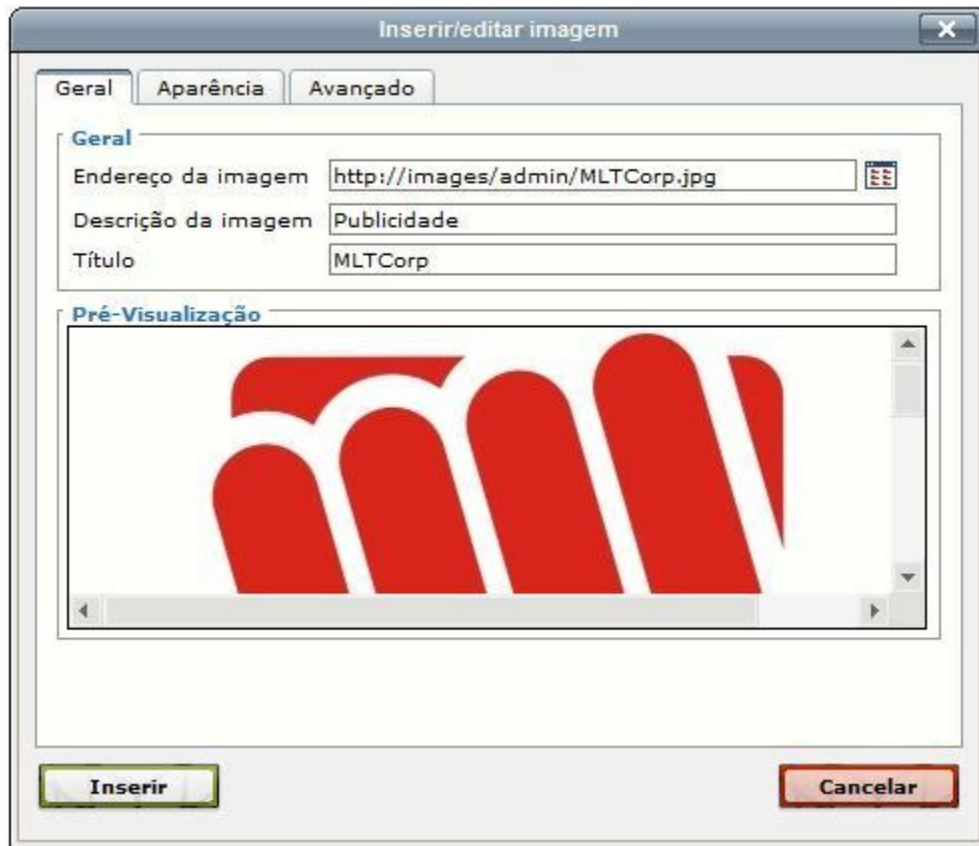 Inserir/editar imagem
Geral Aparência Avançado
Geral
Endereço da imagem http://images/admin/MLTCorp.jpg
Descrição da imagem Publicidade
Título MLTCorp
Pré-Visualização
Inserir Cancelar